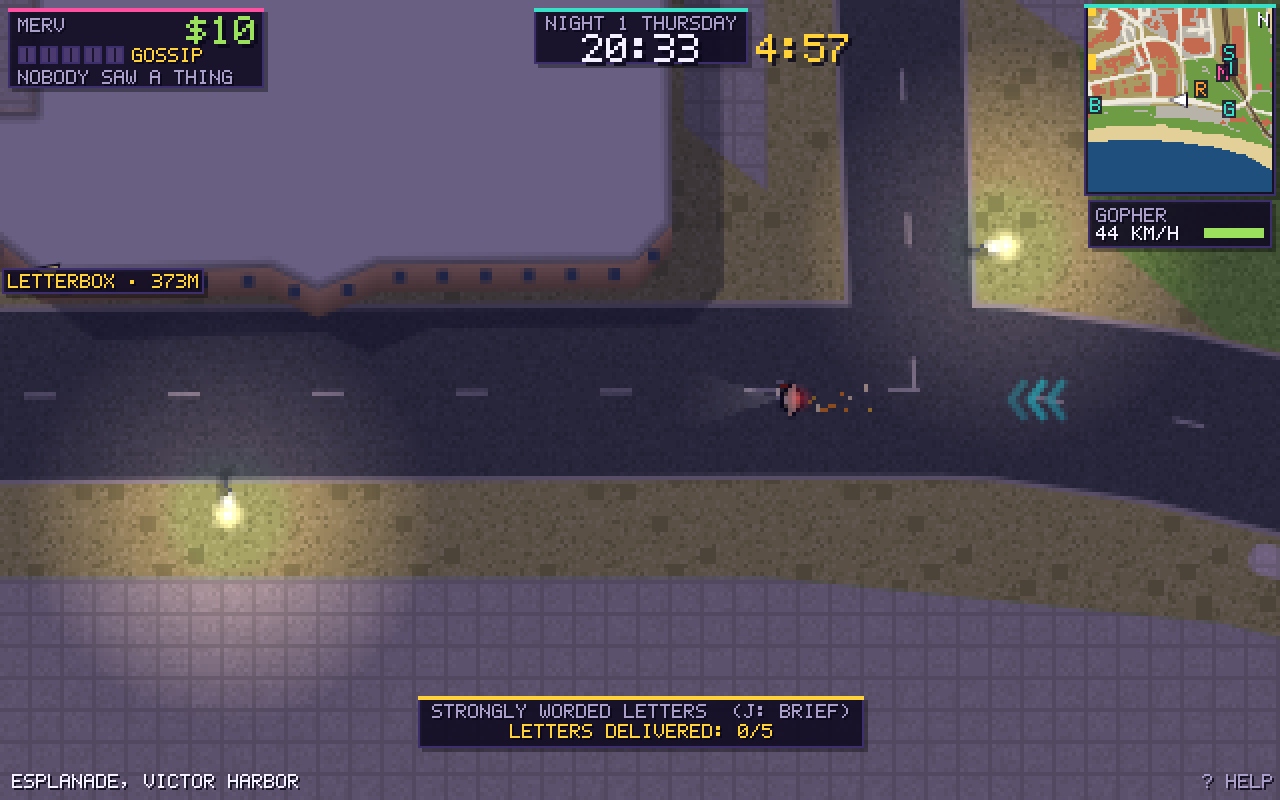 MERV
$10
GOSSIP
NOBODY SAW A THING
NIGHT 1 THURSDAY
20:33
4:57
N
S
R
B
G
GOPHER
44 KM/H
LETTERBOX · 373M
STRONGLY WORDED LETTERS (J: BRIEF)
LETTERS DELIVERED: 0/5
ESPLANADE, VICTOR HARBOR
? HELP